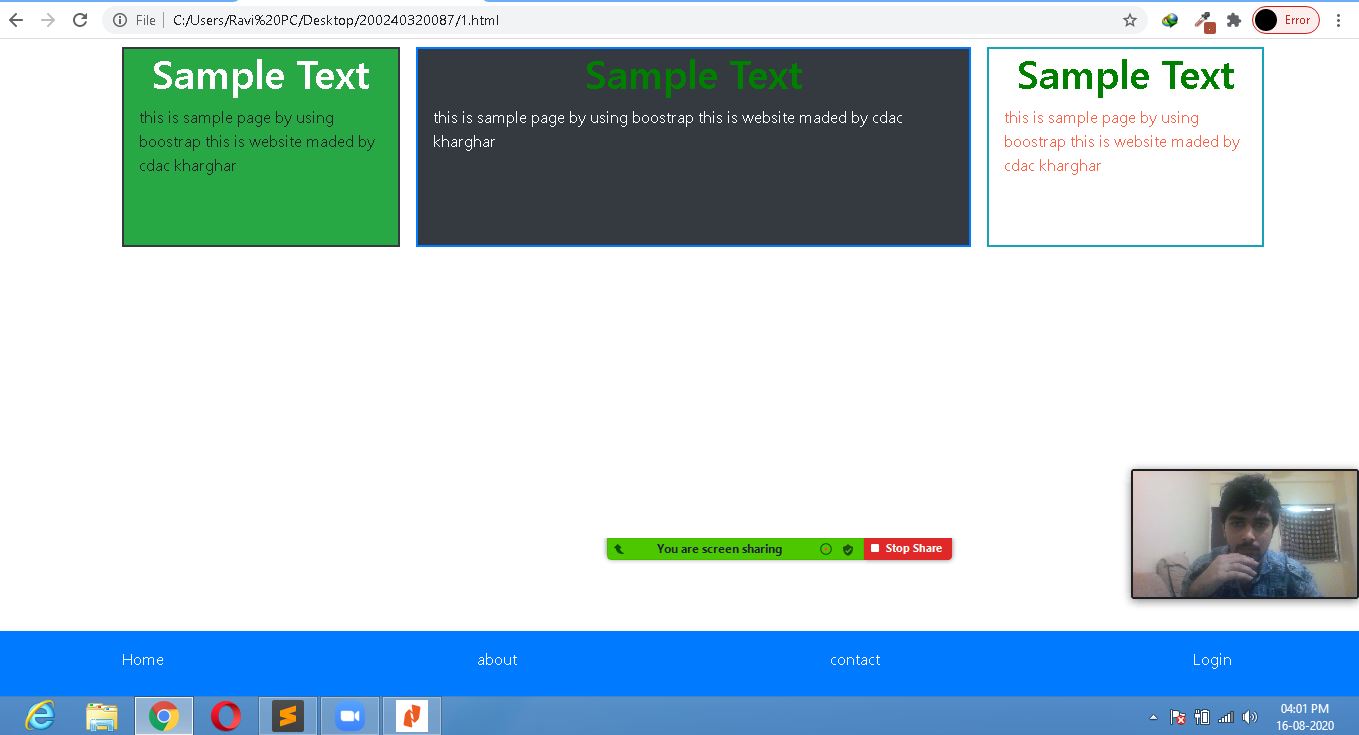 File
C:/Users/Ravi%20PC/Desktop/200240320087/1.html
Error
Sample Text
this is sample page by using
boostrap this is website maded by
cdac kharghar
Sample Text
this is sample page by using boostrap this is website maded by cdac
kharghar
Sample Text
this is sample page by using
boostrap this is website maded by
cdac kharghar
You are screen sharing
Stop Share
Home
about
contact
Login
04:01 PM
16-08-2020